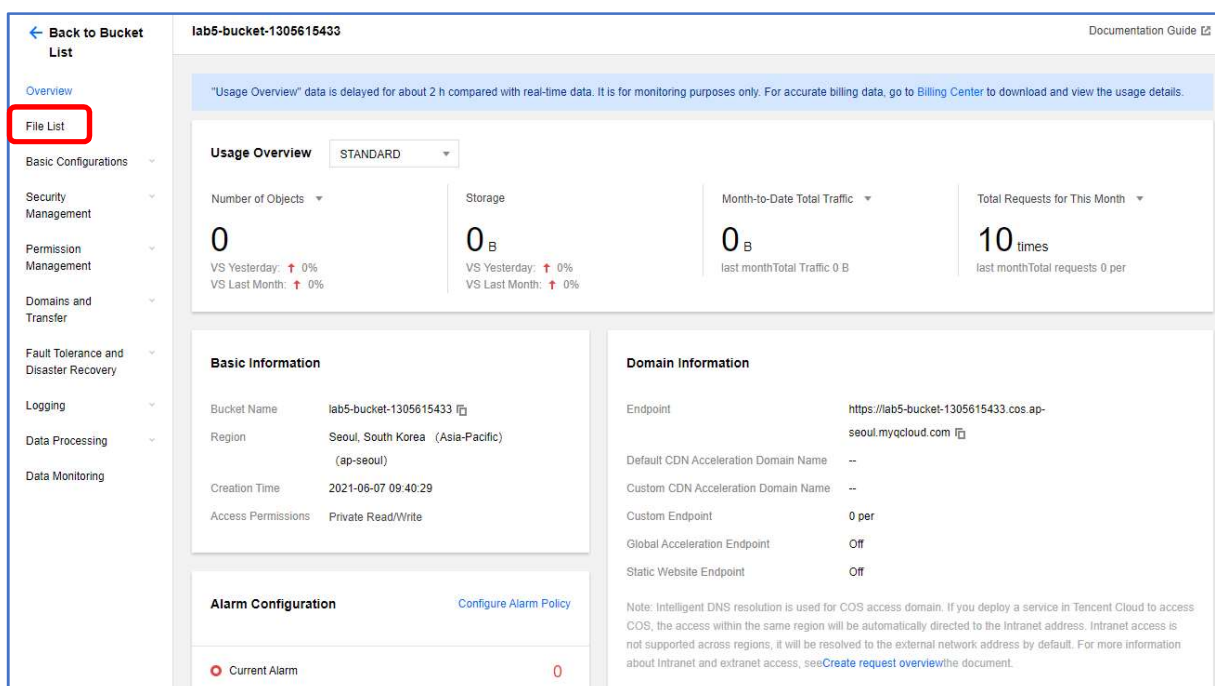 Back to Bucket
List
lab5-bucket-1305615433
Documentation Guide
Overview
File List
Basic Configurations
Security
Management
Permission
Management
Domains and
Transfer
Fault Tolerance and
Disaster Recovery
Logging
Data Processing
Data Monitoring
"Usage Overview" data is delayed for about 2 h compared with real-time data. It is for monitoring purposes only. For accurate billing data, go to Billing Center to download and view the usage details.
Usage Overview STANDARD
Number of Objects
0
VS Yesterday: ↑ 0%
VS Last Month: ↑ 0%
Storage
0 B
VS Yesterday: ↑ 0%
VS Last Month: ↑ 0%
Month-to-Date Total Traffic
0 B
last monthTotal Traffic 0 B
Total Requests for This Month
10 times
last monthTotal requests 0 per
Basic Information
Bucket Name lab5-bucket-1305615433
Region Seoul, South Korea （Asia-Pacific）
（ap-seoul）
Creation Time 2021-06-07 09:40:29
Access Permissions Private Read/Write
Domain Information
Endpoint https://lab5-bucket-1305615433.cos.ap-
seoul.myqcloud.com
Default CDN Acceleration Domain Name --
Custom CDN Acceleration Domain Name --
Custom Endpoint 0 per
Global Acceleration Endpoint Off
Static Website Endpoint Off
Note: Intelligent DNS resolution is used for COS access domain. If you deploy a service in Tencent Cloud to access
COS, the access within the same region will be automatically directed to the Intranet address. Intranet access is
not supported across regions, it will be resolved to the external network address by default. For more information
about Intranet and extranet access, seeCreate request overviewthe document.
Alarm Configuration Configure Alarm Policy
Current Alarm 0